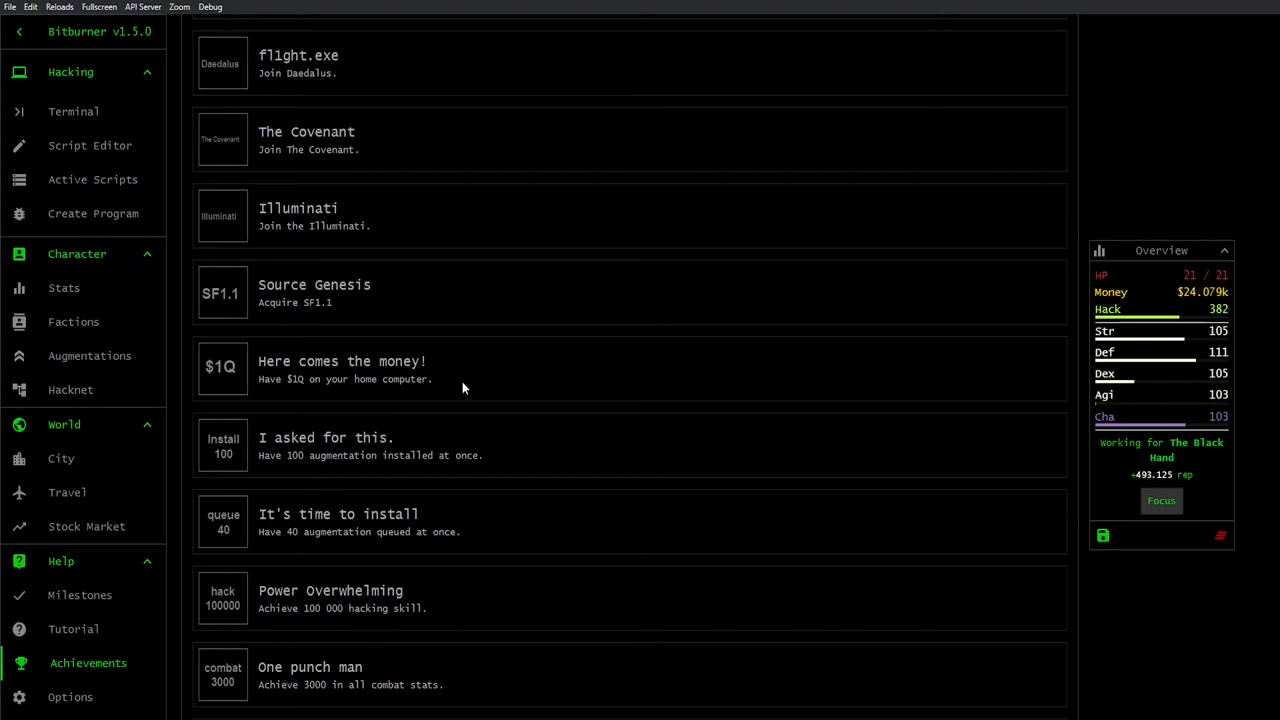 File Edit Reloads Fullscreen API Server Zoom Debug
Bitburner v1.5.0
Hacking
Terminal
Script Editor
Active Scripts
Create Program
Character
Stats
Factions
Augmentations
Hacknet
World
City
Travel
Stock Market
Help
Milestones
Tutorial
Achievements
Options
Daedalus
fl1ght.exe
Join Daedalus.
The Covenant
The Covenant
Join The Covenant.
Illuminati
Illuminati
Join the Illuminati.
SF1.1
Source Genesis
Acquire SF1.1
$1Q
Here comes the money!
Have $1Q on your home computer.
Install
100
I asked for this.
Have 100 augmentation installed at once.
queue
40
It's time to install
Have 40 augmentation queued at once.
hack
100000
Power Overwhelming
Achieve 100 000 hacking skill.
combat
3000
One punch man
Achieve 3000 in all combat stats.
Overview
HP 21 / 21
Money $24.079k
Hack 382
Str 105
Def 111
Dex 105
Agi 103
Cha 103
Working for The Black
Hand
+493.125 rep
Focus